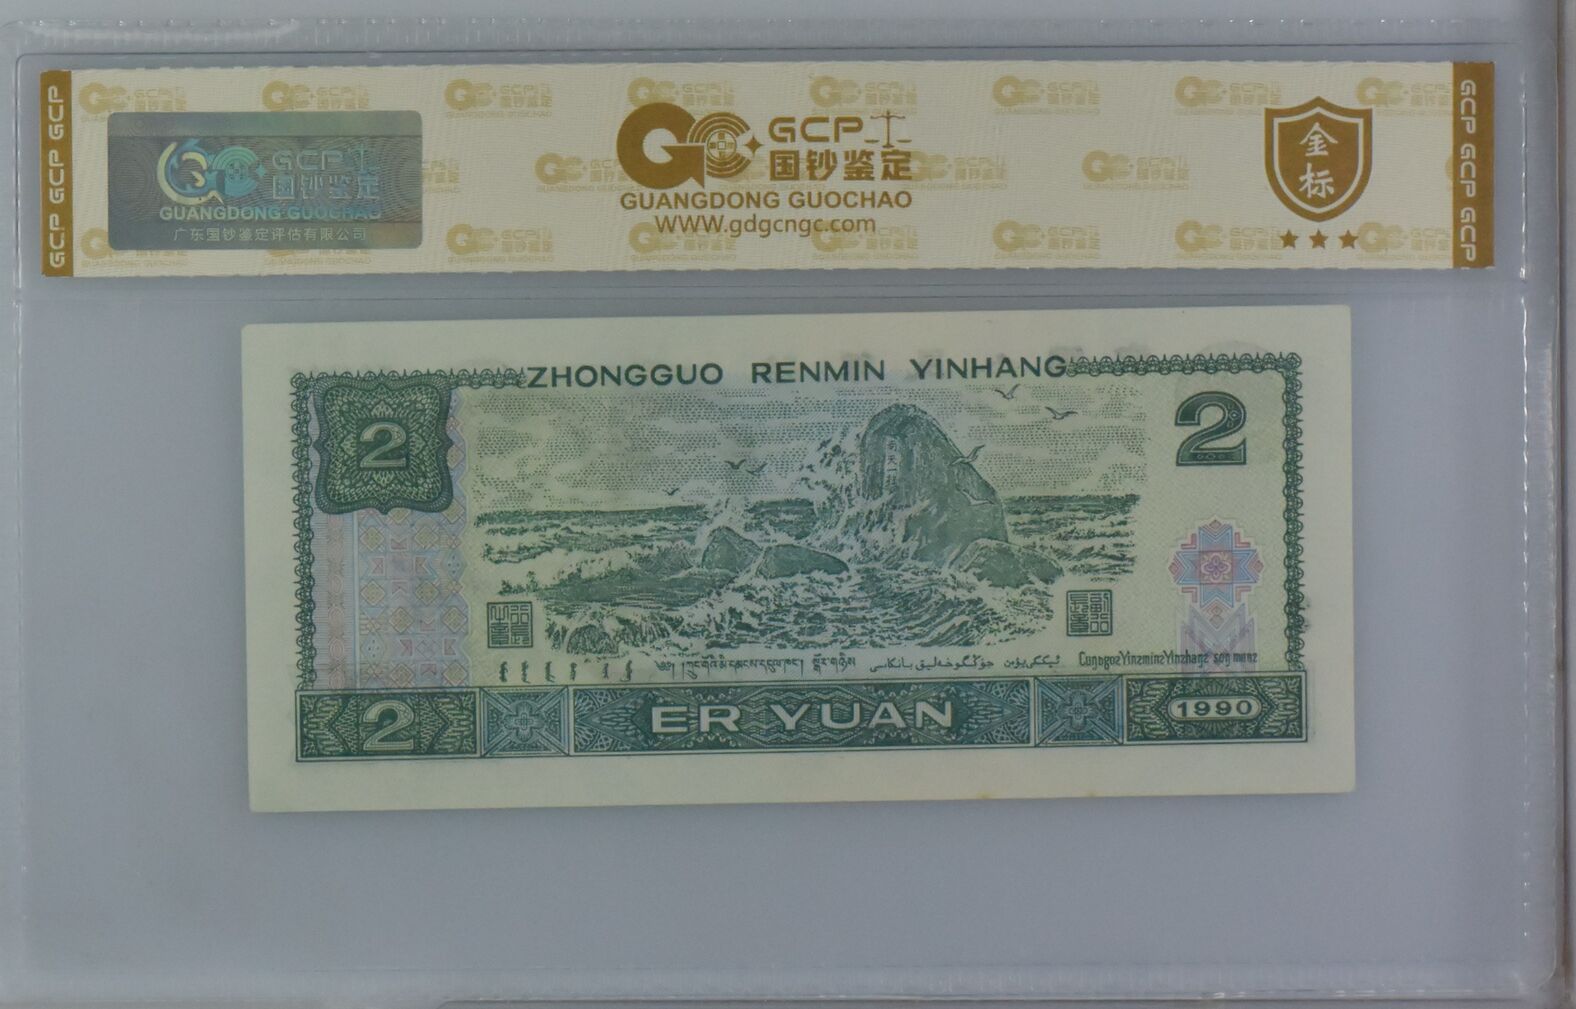 GCP GCP GCP
GCP 国钞鉴定
GUANGDONG GUOCHAO
广东国钞鉴定评估有限公司
GCP
国钞鉴定
GUANGDONG GUOCHAO
WWW.gdgcngc.com
金标
GCP GCP GCP
ZHONGGUO RENMIN YINHANG
2
2
2
ER YUAN
1990